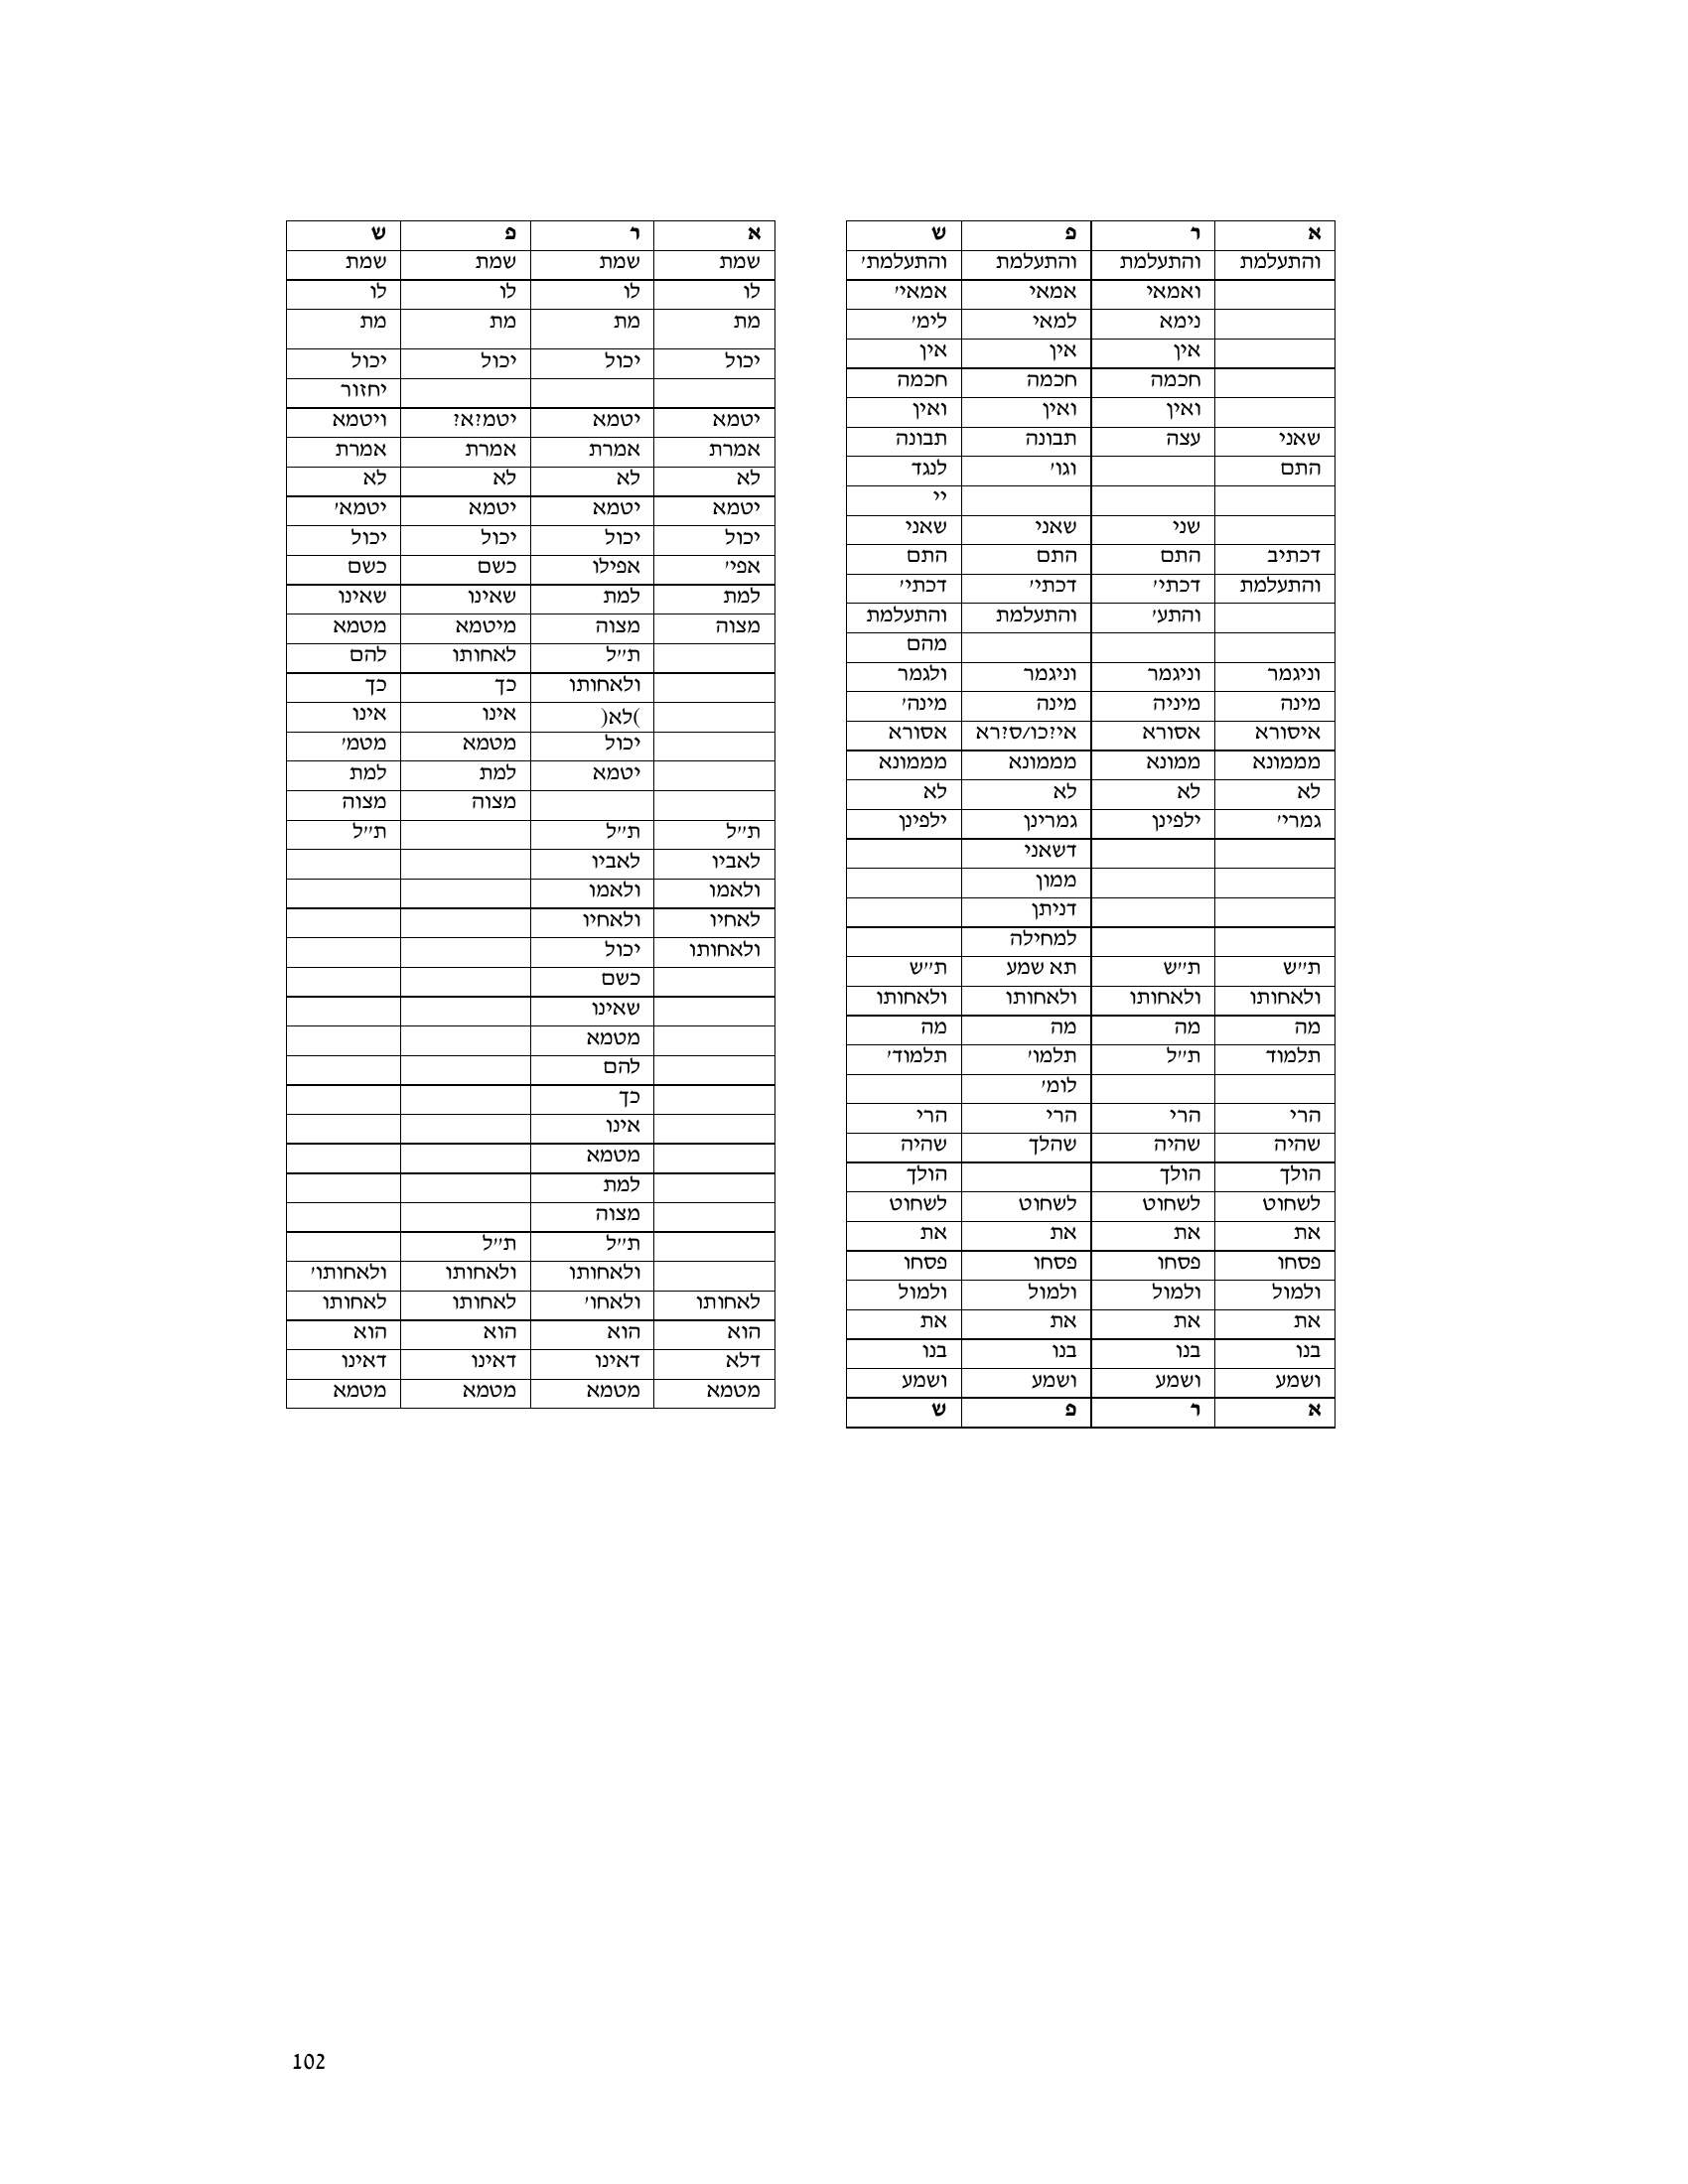 א ר פ ש
והתעלמת והתעלמת והתעלמת והתעלמת׳
ואמאי אמאי אמאי׳
נימא למאי לימ׳
אין אין אין
חכמה חכמה חכמה
ואין ואין ואין
שאני עצה תבונה תבונה
התם וגו׳ לנגד
יי
שני שאני שאני
דכתיב התם התם התם
והתעלמת דכתי׳ דכתי׳ דכתי׳
והתע׳ והתעלמת והתעלמת
מהם
וניגמר וניגמר וניגמר ולגמר
מינה מיניה מינה מינה׳
איסורא אסורא אי?כו/ס?רא אסורא
מממונא ממונא מממונא מממונא
לא לא לא לא
גמרי׳ ילפינן גמרינן ילפינן
דשאני
ממון
דניתן
למחילה
ת״ש ת״ש תא שמע ת״ש
ולאחותו ולאחותו ולאחותו ולאחותו
מה מה מה מה
תלמוד ת״ל תלמו׳ תלמוד׳
לומ׳
הרי הרי הרי הרי
שהיה שהיה שהלך שהיה
הולך הולך הולך
לשחוט לשחוט לשחוט לשחוט
את את את את
פסחו פסחו פסחו פסחו
ולמול ולמול ולמול ולמול
את את את את
בנו בנו בנו בנו
ושמע ושמע ושמע ושמע
א ר פ ש
א ר פ ש
שמת שמת שמת שמת
לו לו לו לו
מת מת מת מת
יכול יכול יכול יכול
יחזור
יטמא יטמא יטמ?א? ויטמא
אמרת אמרת אמרת אמרת
לא לא לא לא
יטמא יטמא יטמא יטמא׳
יכול יכול יכול יכול
אפי׳ אפילו כשם כשם
למת למת שאינו שאינו
מצוה מצוה מיטמא מטמא
ת״ל לאחותו להם
ולאחותו כך כך
)לא( אינו אינו
יכול מטמא מטמ׳
יטמא למת למת
מצוה מצוה
ת״ל ת״ל ת״ל
לאביו לאביו
ולאמו ולאמו
לאחיו ולאחיו
ולאחותו יכול
כשם
שאינו
מטמא
להם
כך
אינו
מטמא
למת
מצוה
ת״ל ת״ל
ולאחותו ולאחותו ולאחותו׳
לאחותו ולאחו׳ לאחותו לאחותו
הוא הוא הוא הוא
דלא דאינו דאינו דאינו
מטמא מטמא מטמא מטמא
102